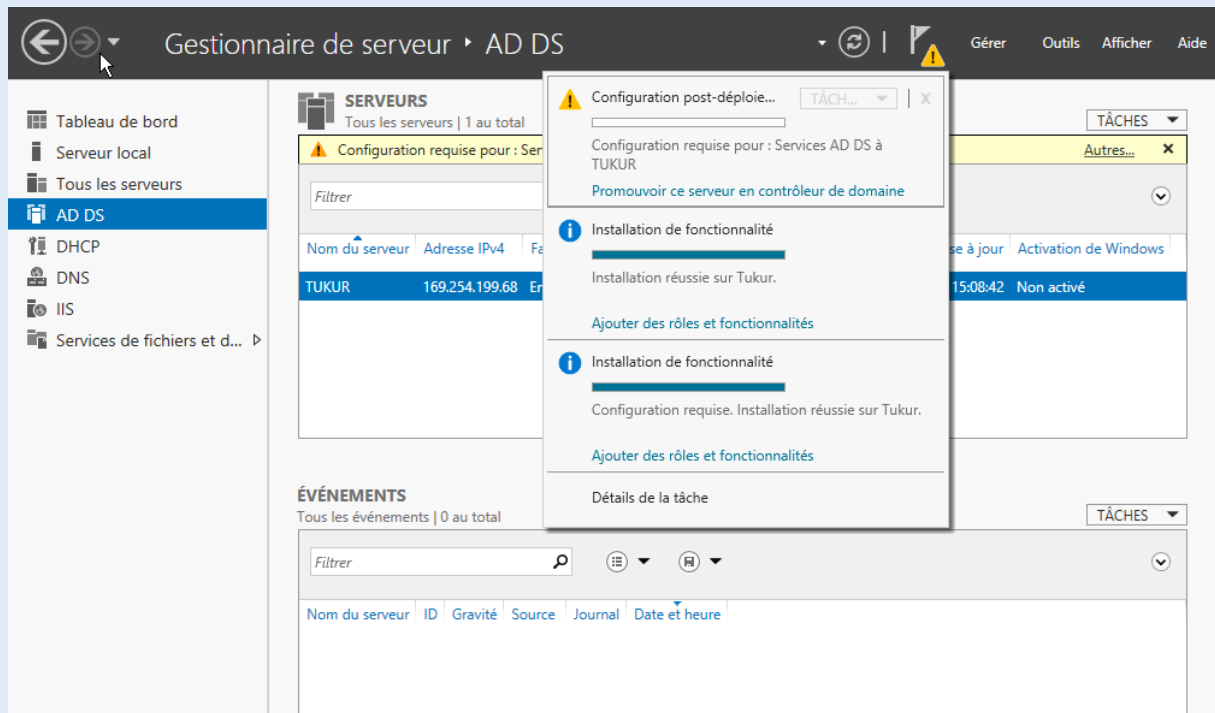 Gestionnaire de serveur ‣ AD DS
Gérer Outils Afficher Aide
Tableau de bord
Serveur local
Tous les serveurs
AD DS
DHCP
DNS
IIS
Services de fichiers et d...
SERVEURS
Tous les serveurs | 1 au total
TÂCHES
Configuration requise pour : Ser
Autres...
Filtrer
Nom du serveur Adresse IPv4
se à jour Activation de Windows
TUKUR 169.254.199.68
15:08:42 Non activé
Configuration post-déploie...
TÂCH...
Configuration requise pour : Services AD DS à
TUKUR
Promouvoir ce serveur en contrôleur de domaine
Installation de fonctionnalité
Installation réussie sur Tukur.
Ajouter des rôles et fonctionnalités
Installation de fonctionnalité
Configuration requise. Installation réussie sur Tukur.
Ajouter des rôles et fonctionnalités
Détails de la tâche
ÉVÉNEMENTS
Tous les événements | 0 au total
TÂCHES
Filtrer
Nom du serveur ID Gravité Source Journal Date et heure